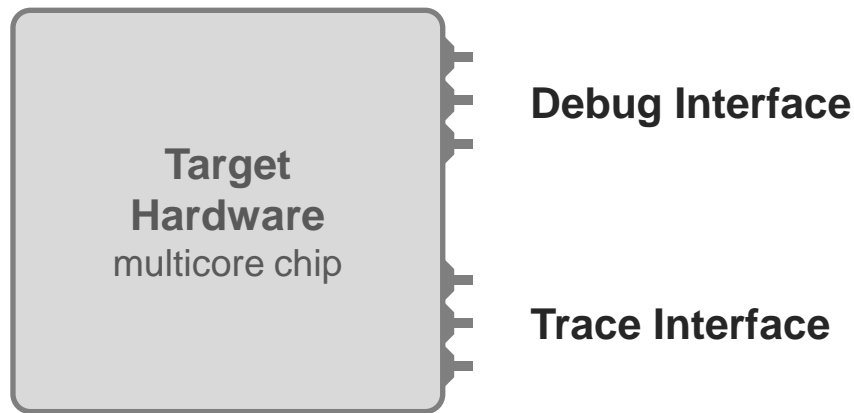 Target
Hardware
multicore chip
Debug Interface
Trace Interface